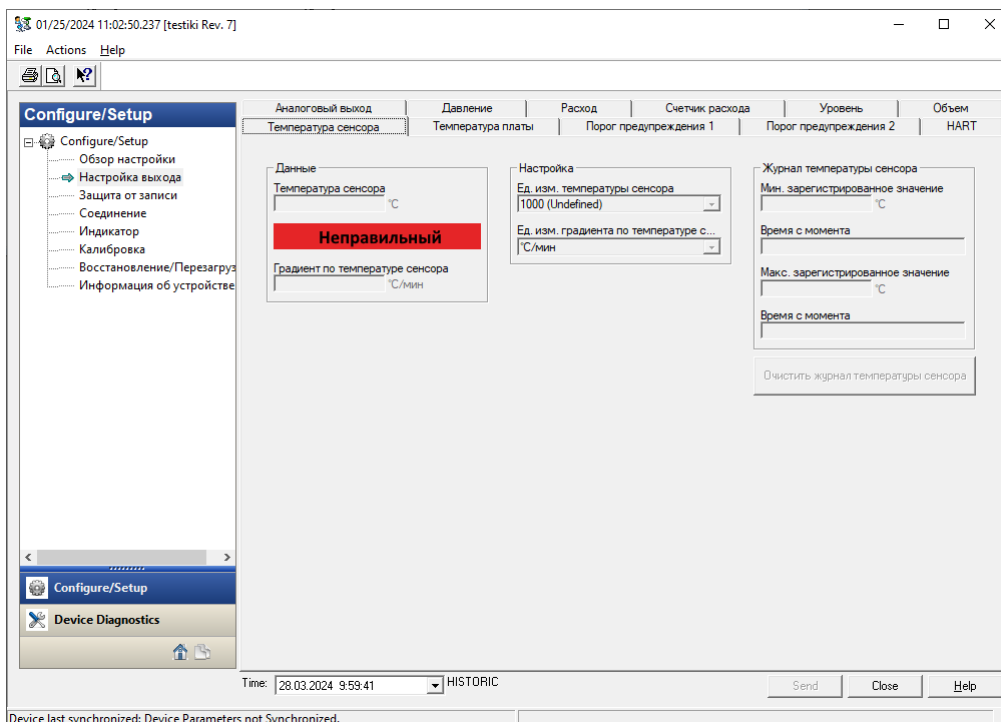 01/25/2024 11:02:50.237 [testiki Rev. 7]
File Actions Help
Configure/Setup
Configure/Setup
Обзор настройки
Настройка выхода
Защита от записи
Соединение
Индикатор
Калибровка
Восстановление/Перезагруз
Информация об устройстве
Configure/Setup
Device Diagnostics
Аналоговый выход Давление Расход Счетчик расхода Уровень Объем
Температура сенсора Температура платы Порог предупреждения 1 Порог предупреждения 2 HART
Данные
Температура сенсора
°C
Неправильный
Градиент по температуре сенсора
°C/мин
Настройка
Ед. изм. температуры сенсора
1000 (Undefined)
Ед. изм. градиента по температуре с...
°C/мин
Журнал температуры сенсора
Мин. зарегистрированное значение
°C
Время с момента
Макс. зарегистрированное значение
°C
Время с момента
Очистить журнал температуры сенсора
Time: 28.03.2024 9:59:41 HISTORIC
Send Close Help
Device last synchronized: Device Parameters not Synchronized.